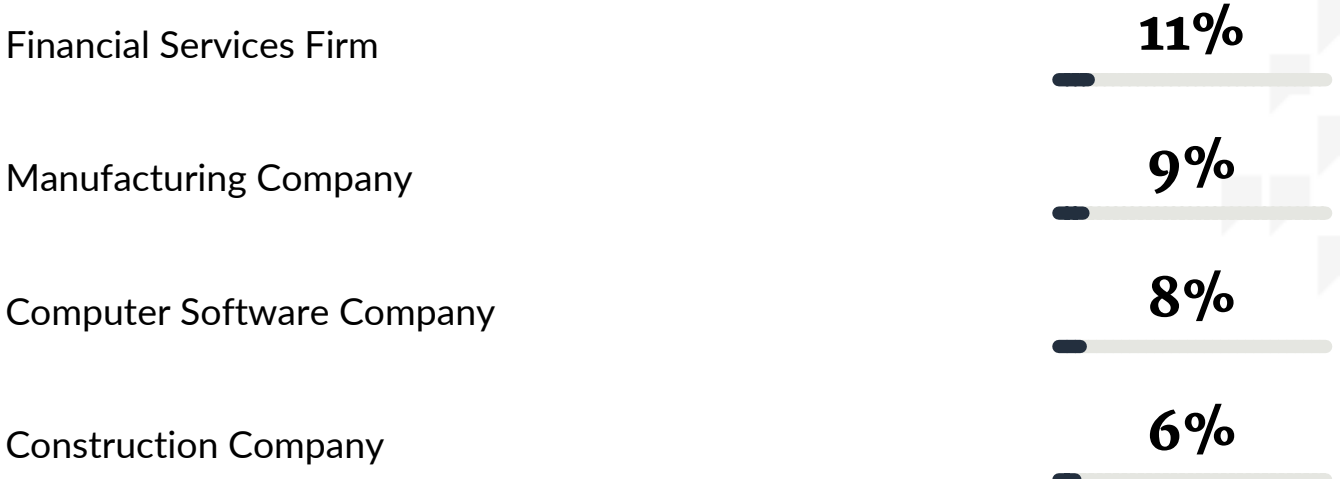 Financial Services Firm 11%
Manufacturing Company 9%
Computer Software Company 8%
Construction Company 6%